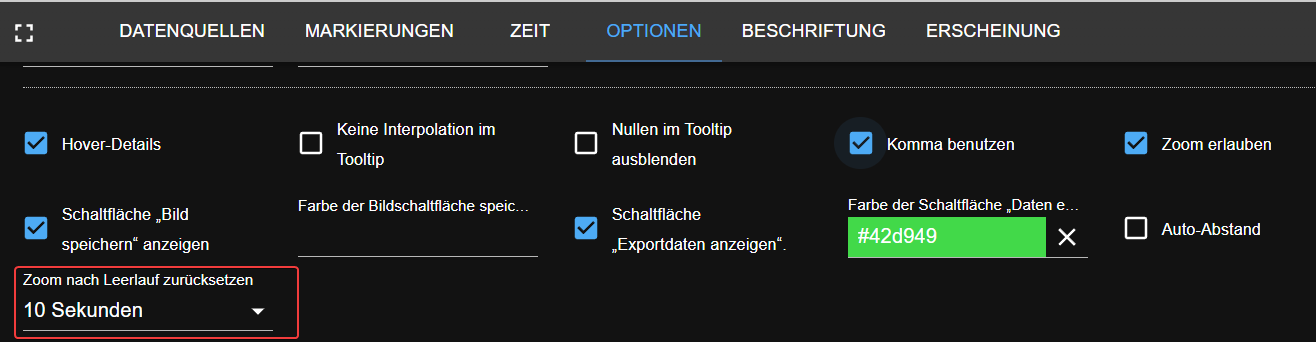 DATENQUELLEN MARKIERUNGEN ZEIT OPTIONEN BESCHRIFTUNG ERSCHEINUNG
Hover-Details
Keine Interpolation im
Tooltip
Nullen im Tooltip
ausblenden
Komma benutzen
Zoom erlauben
Schaltfläche „Bild
speichern“ anzeigen
Farbe der Bildschaltfläche speic...
Schaltfläche
„Exportdaten anzeigen“.
Farbe der Schaltfläche „Daten e...
#42d949
Auto-Abstand
Zoom nach Leerlauf zurücksetzen
10 Sekunden